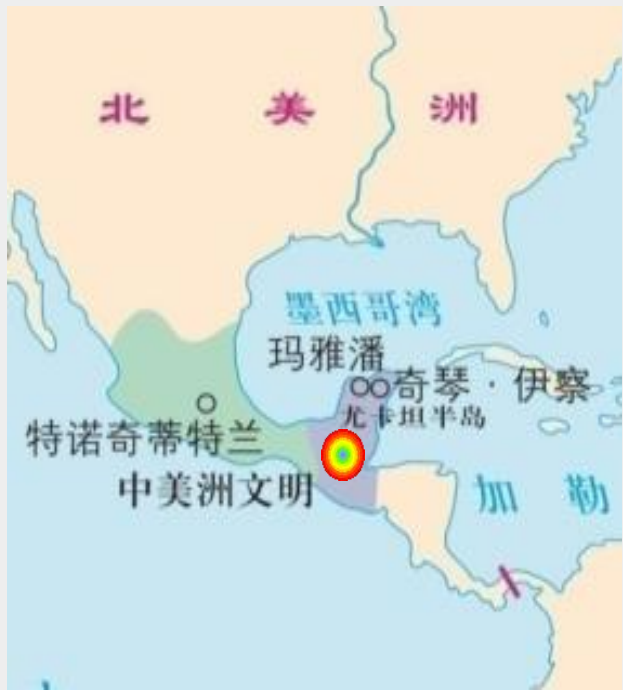 北美洲
墨西哥湾
玛雅潘
奇琴·伊察
尤卡坦半岛
特诺奇蒂特兰
中美洲文明
加勒